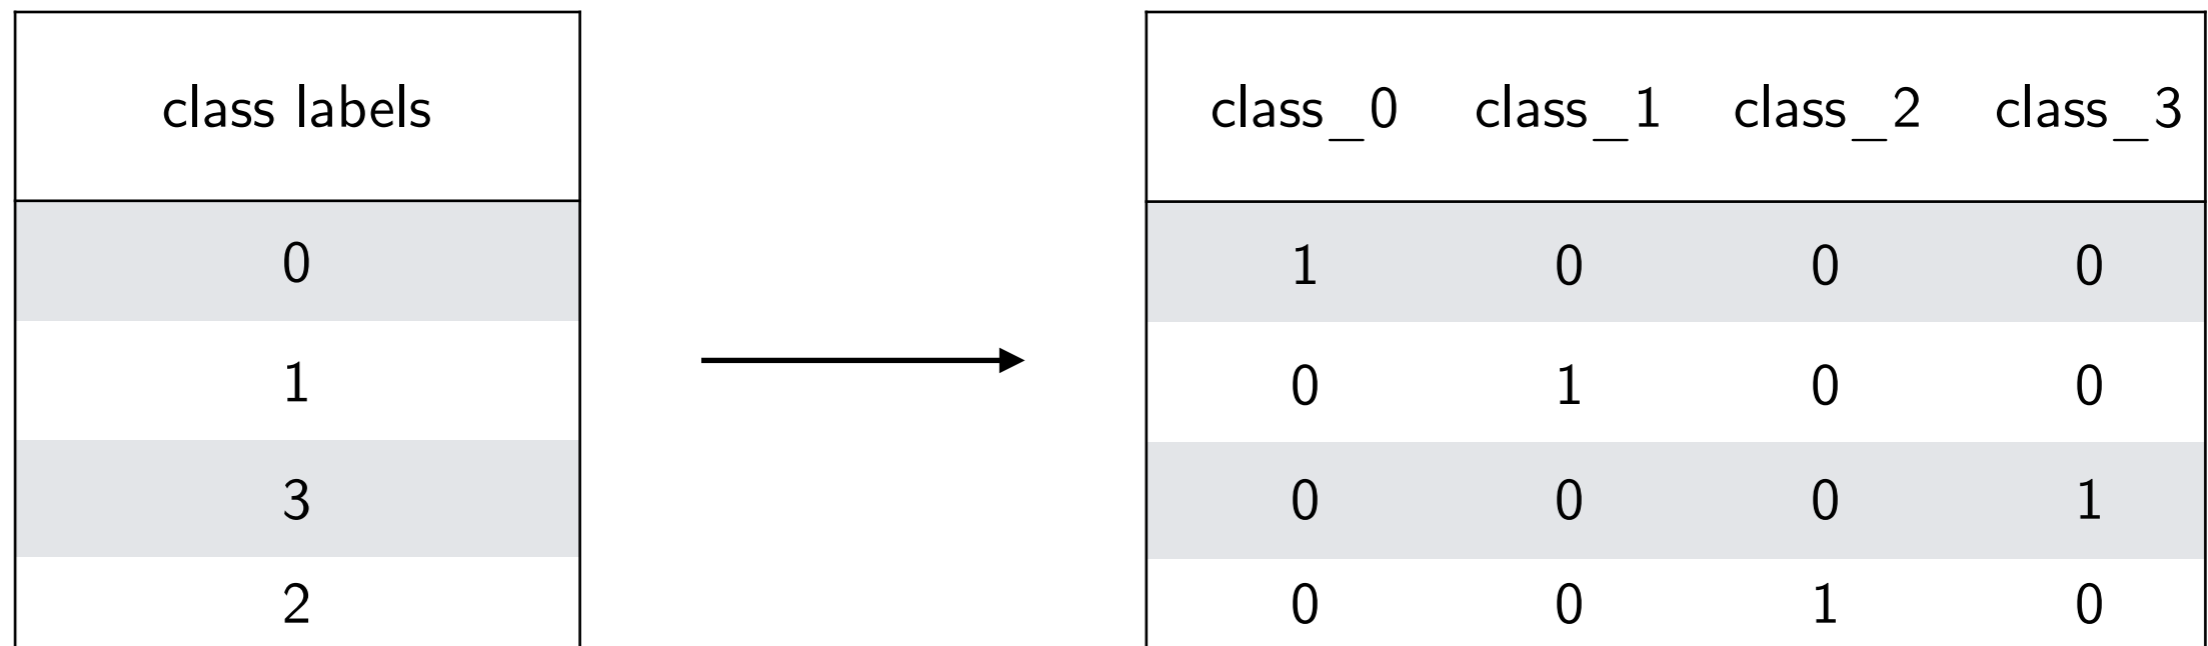 class labels
0
1
3
2
class_0 class_1 class_2 class_3
1 0 0 0
0 1 0 0
0 0 0 1
0 0 1 0